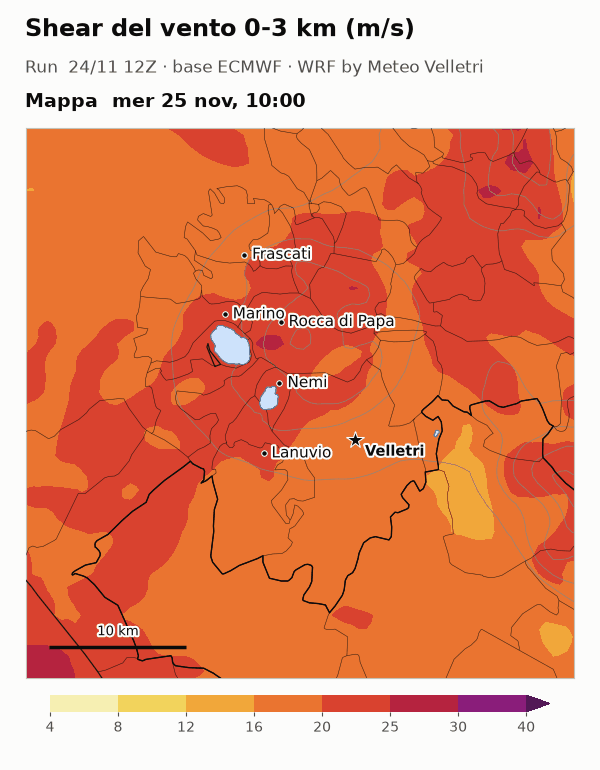 Shear del vento 0-3 km (m/s)
Run  24/11 12Z · base ECMWF · WRF by Meteo Velletri
Mappa  mer 25 nov, 10:00
Frascati
Marino
Rocca di Papa
Nemi
Velletri
Lanuvio
10 km
4 8 12 16 20 25 30 40